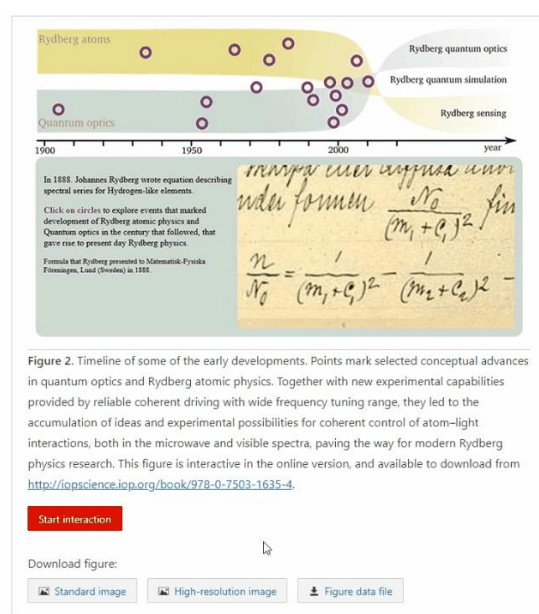 Rydberg atoms
Rydberg quantum optics
Rydberg quantum simulation
Rydberg sensing
Quantum optics
1900
1950
2000
year
In 1888. Johannes Rydberg wrote equation describing
spectral series for Hydrogen-like elements.
Click on circles to explore events that marked
development of Rydberg atomic physics and
Quantum optics in the century that followed, that
gave rise to present day Rydberg physics.
Formula that Rydberg presented to Matematisk-Fysiska
Föreningen, Lund (Sweden) in 1888.
formen N₀/(m₁ + C₁)²
n/N₀ = 1/(m₁+C₁)² − 1/(m₂+C₂)² −
Figure 2. Timeline of some of the early developments. Points mark selected conceptual advances
in quantum optics and Rydberg atomic physics. Together with new experimental capabilities
provided by reliable coherent driving with wide frequency tuning range, they led to the
accumulation of ideas and experimental possibilities for coherent control of atom–light
interactions, both in the microwave and visible spectra, paving the way for modern Rydberg
physics research. This figure is interactive in the online version, and available to download from
http://iopscience.iop.org/book/978-0-7503-1635-4.
Start interaction
Download figure:
Standard image
High-resolution image
Figure data file